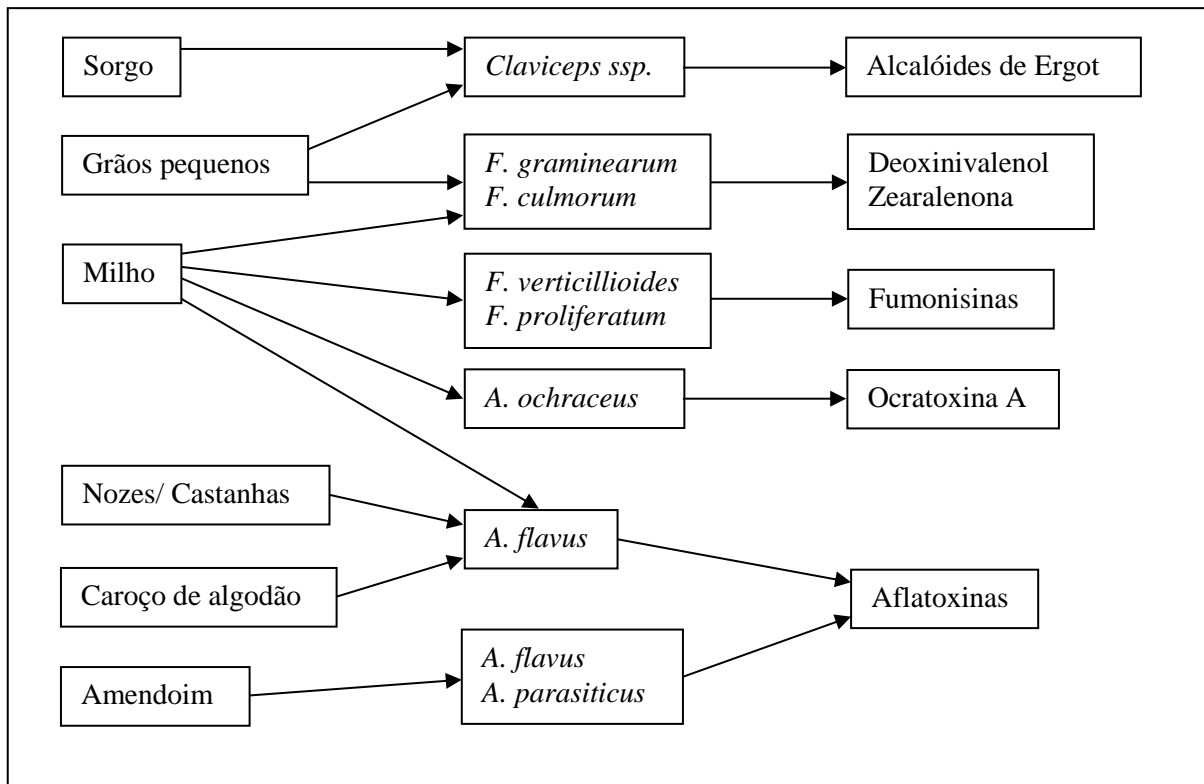 Sorgo
Claviceps ssp.
Alcalóides de Ergot
Grãos pequenos
F. graminearum
F. culmorum
Deoxinivalenol
Zearalenona
Milho
F. verticillioides
F. proliferatum
Fumonisinas
A. ochraceus
Ocratoxina A
Nozes/ Castanhas
A. flavus
Caroço de algodão
Aflatoxinas
Amendoim
A. flavus
A. parasiticus